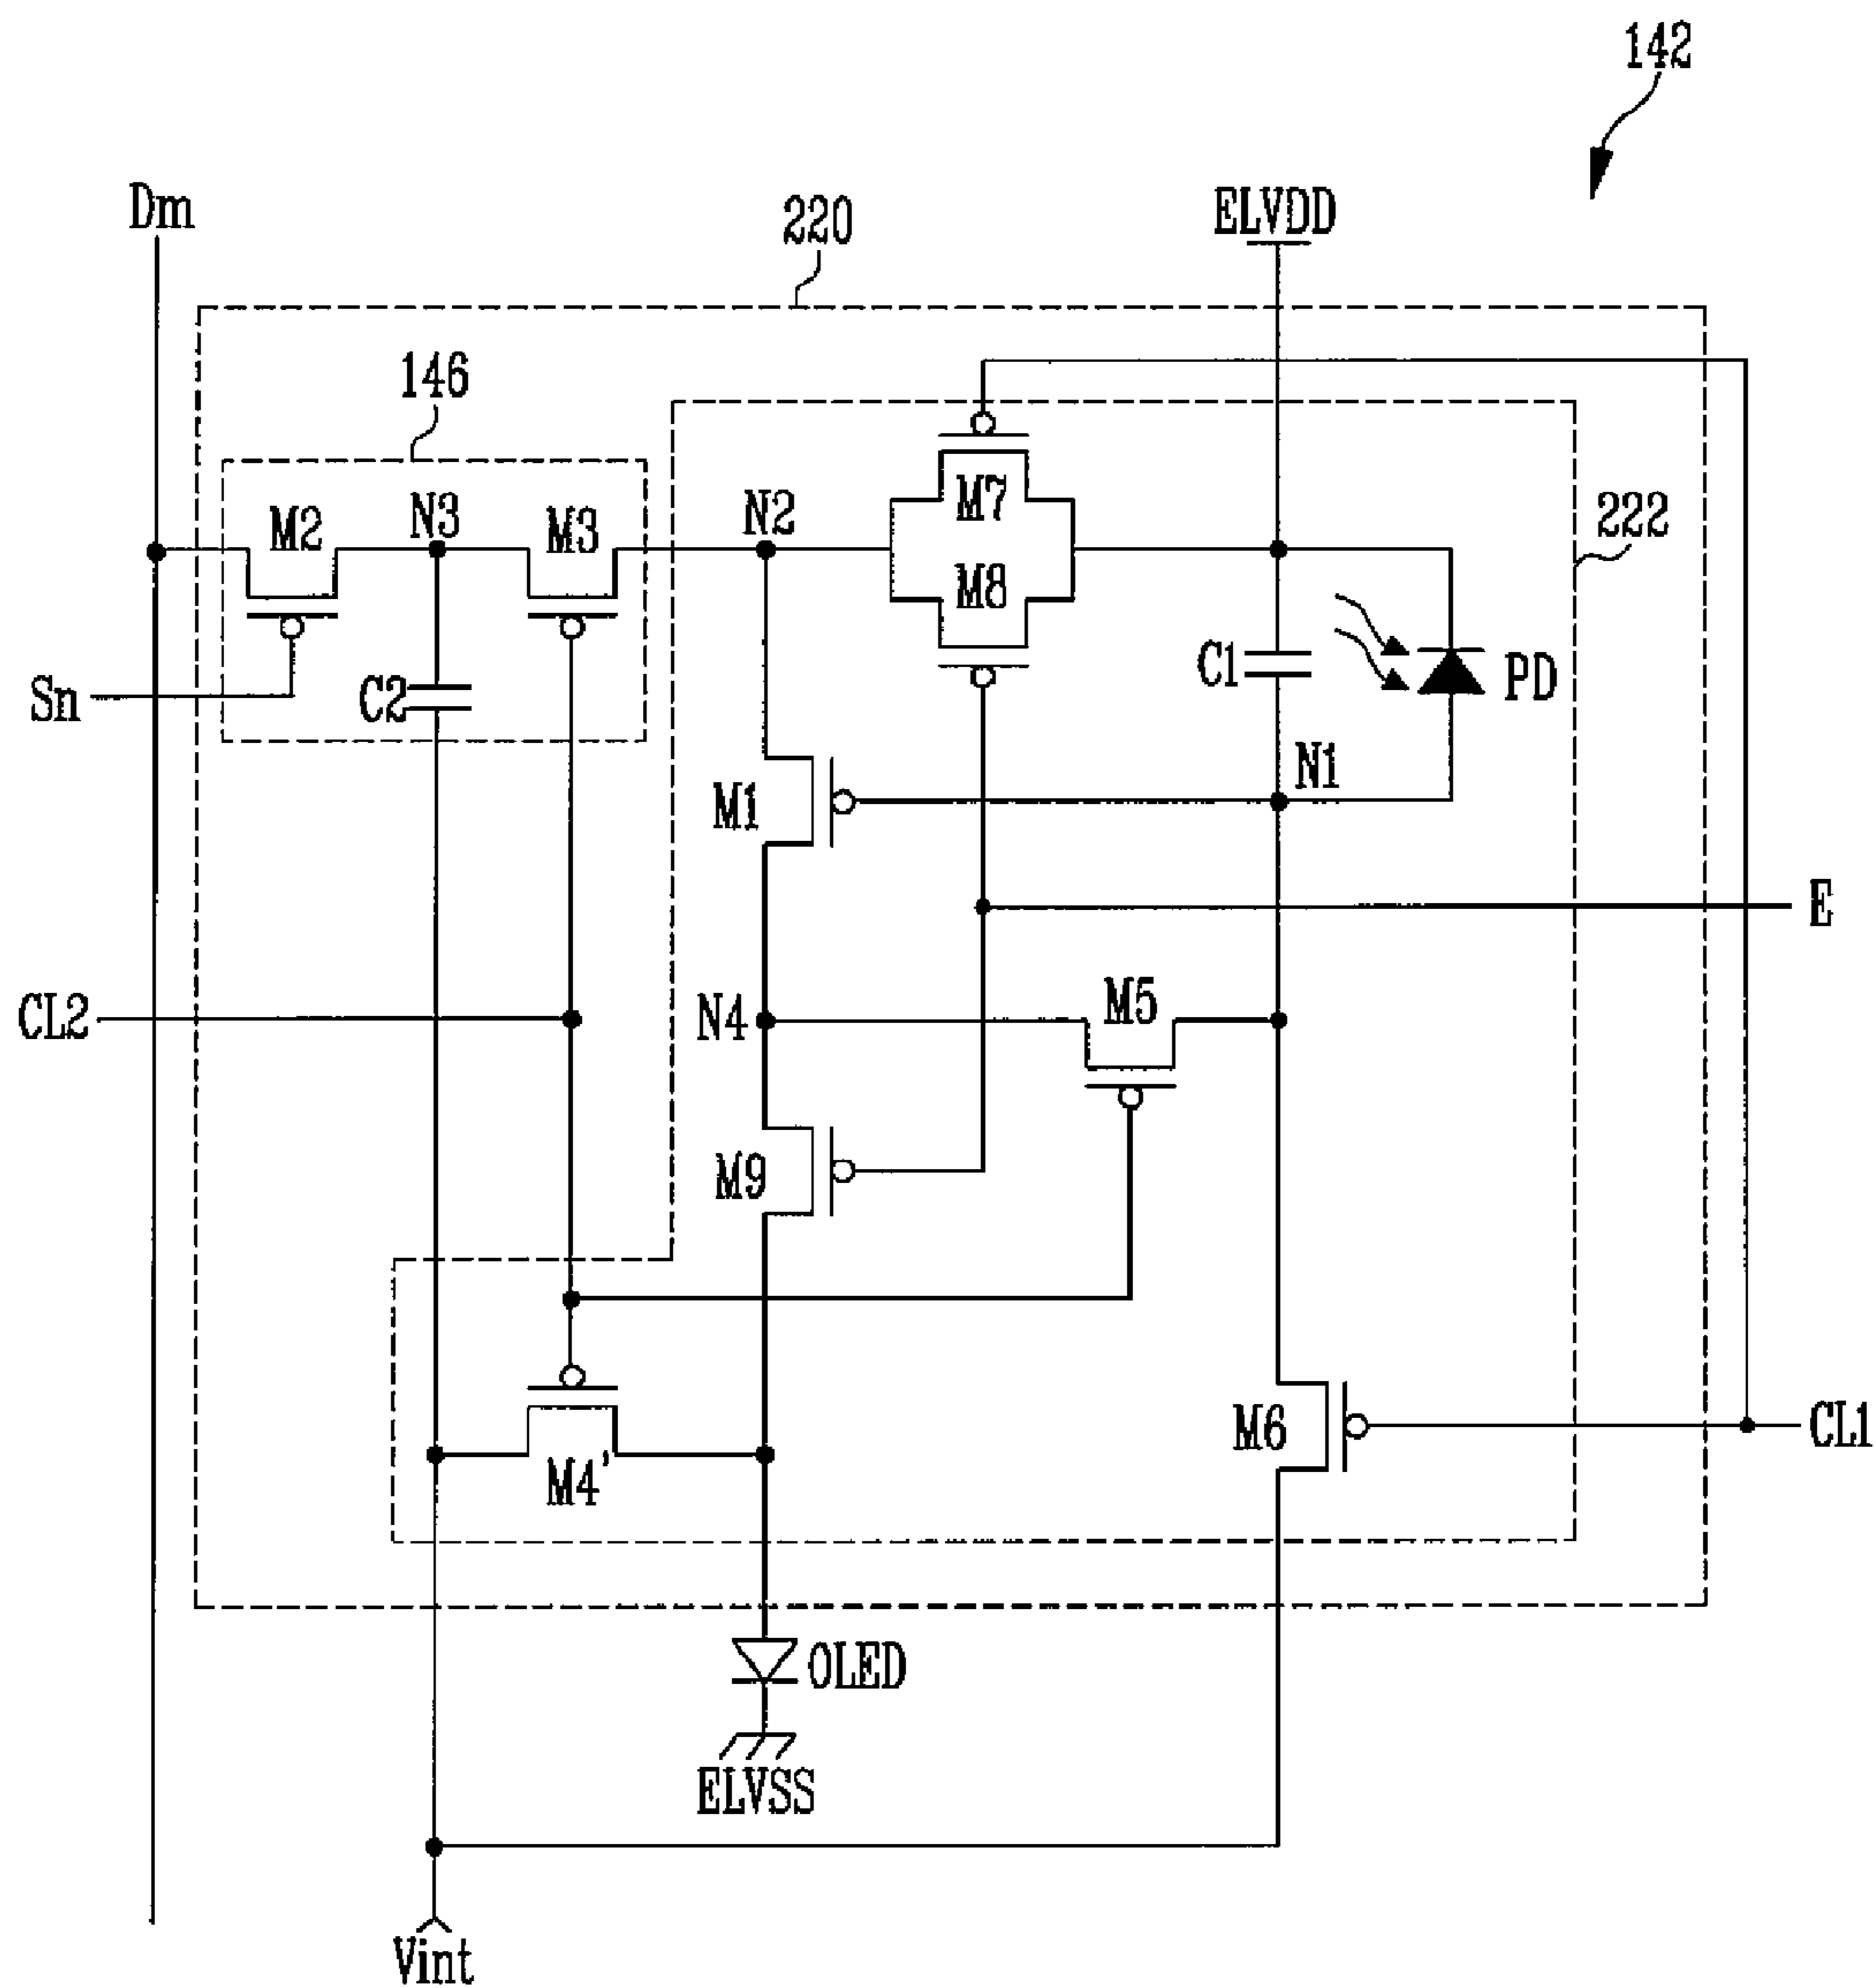 142
Dm
220
ELVDD
146
M2
N3
M3
N2
M7
222
M8
Sn
C2
C1
PD
N1
M1
E
CL2
N4
M5
M9
M4'
M6
CL1
OLED
ELVSS
Vint